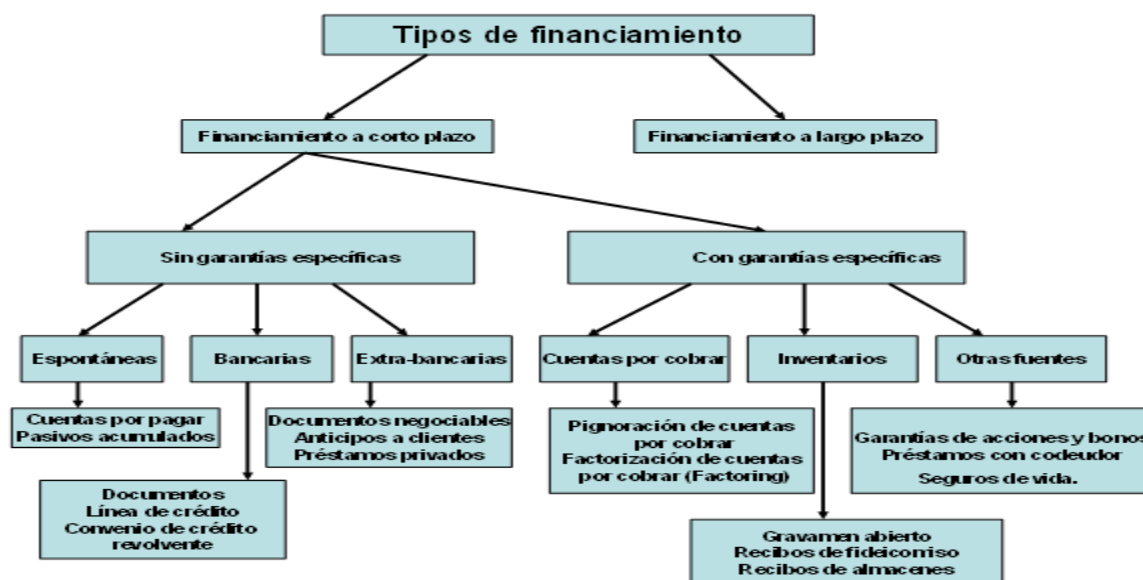 Tipos de financiamiento
Financiamiento a corto plazo
Financiamiento a largo plazo
Sin garantías específicas
Con garantías específicas
Espontáneas
Bancarias
Extra-bancarias
Cuentas por cobrar
Inventarios
Otras fuentes
Cuentas por pagar
Pasivos acumulados
Documentos negociables
Anticipos a clientes
Préstamos privados
Pignoración de cuentas
por cobrar
Factorización de cuentas
por cobrar (Factoring)
Garantías de acciones y bonos
Préstamos con codeudor
Seguros de vida.
Documentos
Línea de crédito
Convenio de crédito
revolvente
Gravamen abierto
Recibos de fideicomiso
Recibos de almacenes